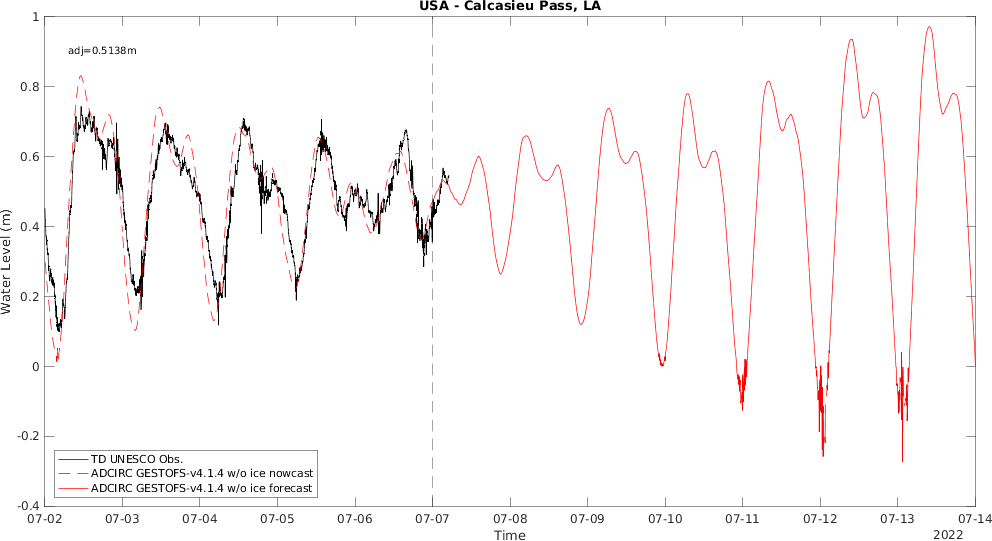 USA - Calcasieu Pass, LA
adj=0.5138m
1
0.8
0.6
0.4
0.2
0
-0.2
-0.4
Water Level (m)
TD UNESCO Obs.
ADCIRC GESTOFS-v4.1.4 w/o ice nowcast
ADCIRC GESTOFS-v4.1.4 w/o ice forecast
07-02 07-03 07-04 07-05 07-06 07-07 07-08 07-09 07-10 07-11 07-12 07-13 07-14
Time
2022